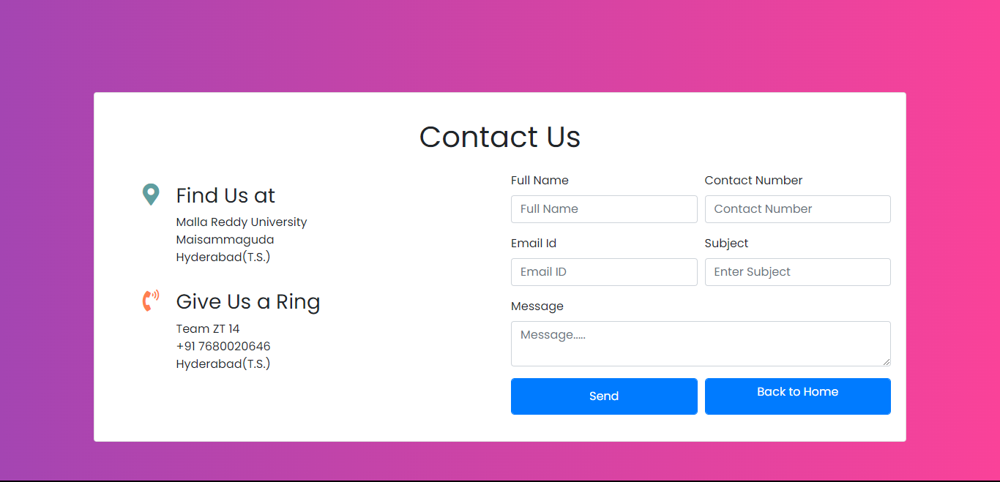 Contact Us
Find Us at
Malla Reddy University
Maisammaguda
Hyderabad(T.S.)
Give Us a Ring
Team ZT 14
+91 7680020646
Hyderabad(T.S.)
Full Name
Contact Number
Full Name
Contact Number
Email Id
Subject
Email ID
Enter Subject
Message
Message.....
Send
Back to Home